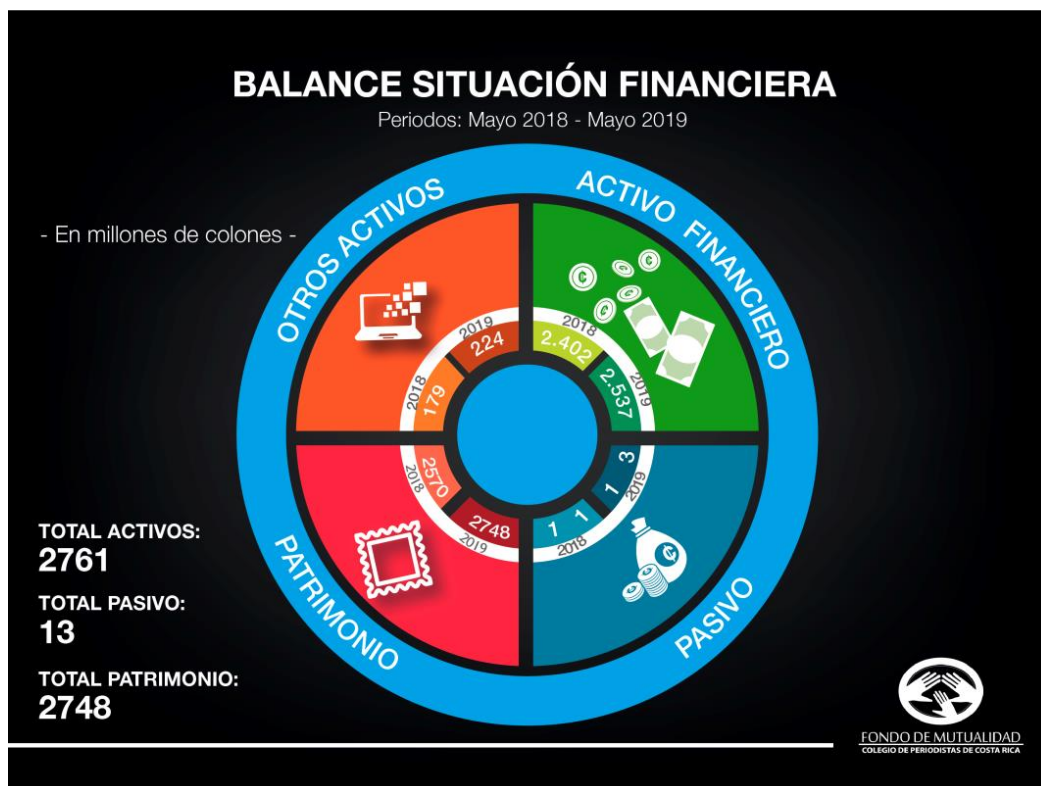 BALANCE SITUACIÓN FINANCIERA
Periodos: Mayo 2018 - Mayo 2019
- En millones de colones -
OTROS ACTIVOS
2018
179
2019
224
ACTIVO FINANCIERO
2018
2.402
2019
2.537
PATRIMONIO
2018
2570
2019
2748
PASIVO
2018
1 1
2019
1 3
TOTAL ACTIVOS:
2761
TOTAL PASIVO:
13
TOTAL PATRIMONIO:
2748
FONDO DE MUTUALIDAD
COLEGIO DE PERIODISTAS DE COSTA RICA